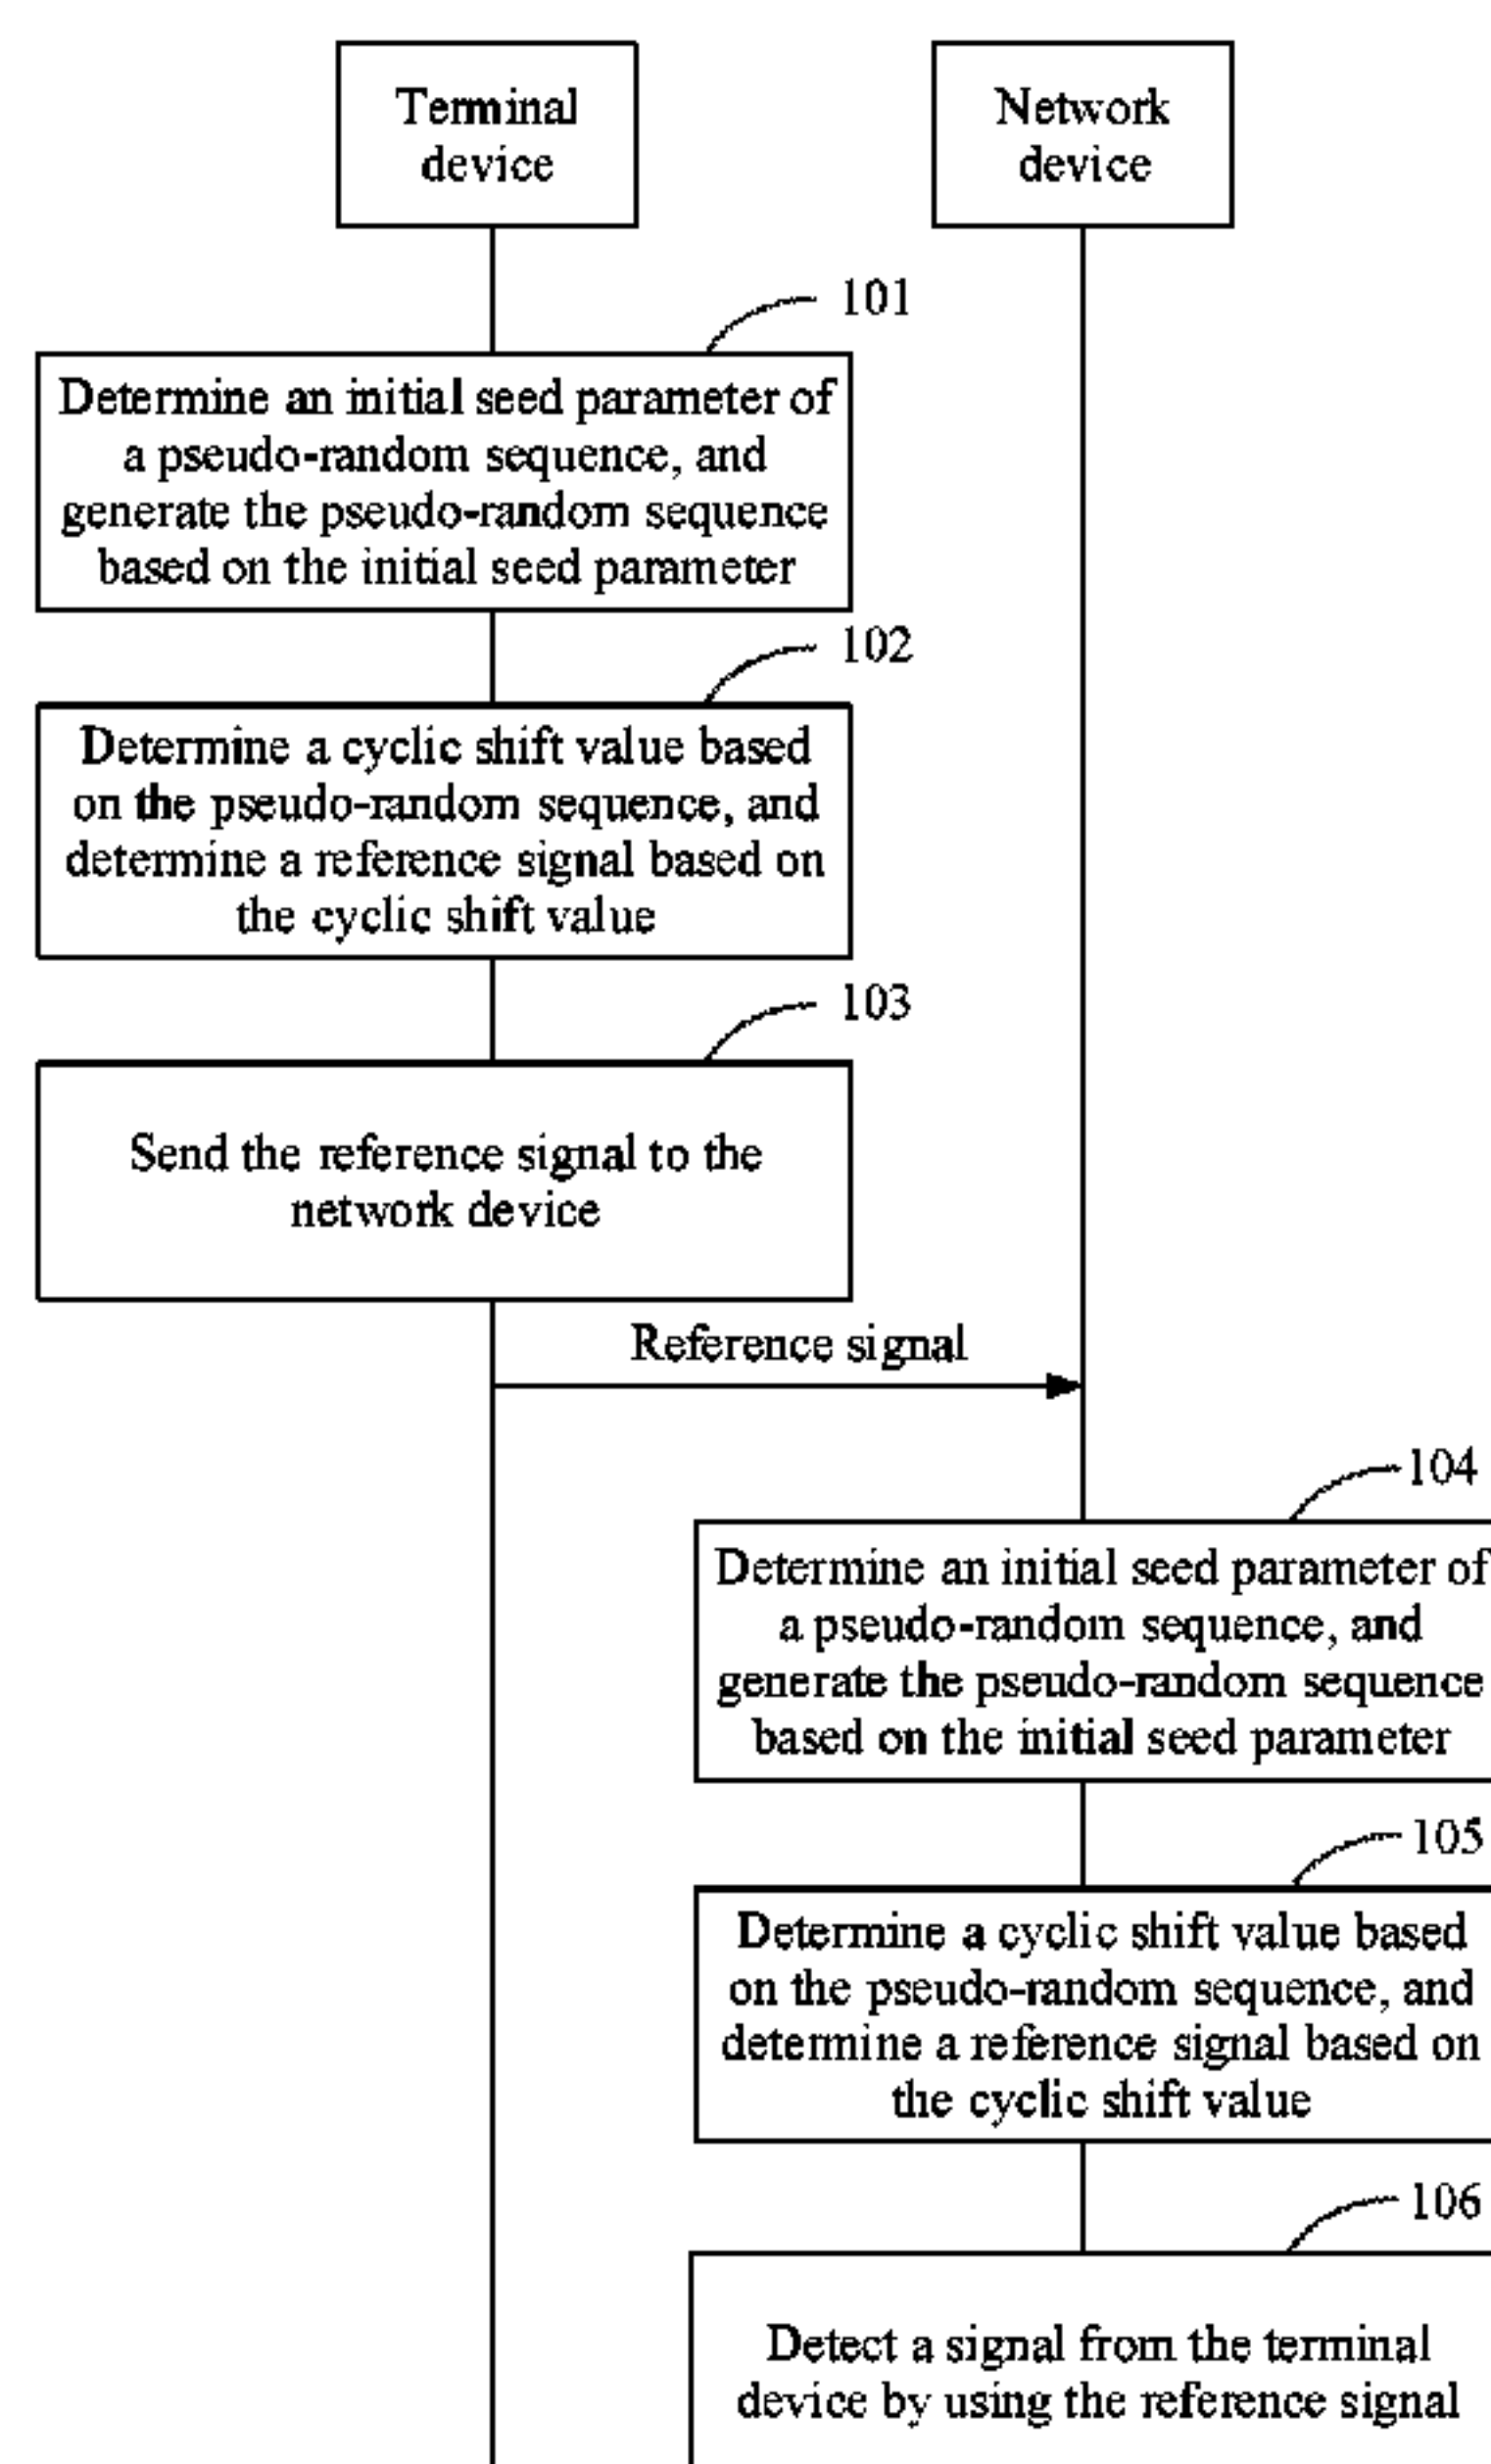 Terminal
device
Network
device
101
Determine an initial seed parameter of
a pseudo-random sequence, and
generate the pseudo-random sequence
based on the initial seed parameter
102
Determine a cyclic shift value based
on the pseudo-random sequence, and
determine a reference signal based on
the cyclic shift value
103
Send the reference signal to the
network device
Reference signal
104
Determine an initial seed parameter of
a pseudo-random sequence, and
generate the pseudo-random sequence
based on the initial seed parameter
105
Determine a cyclic shift value based
on the pseudo-random sequence, and
determine a reference signal based on
the cyclic shift value
106
Detect a signal from the terminal
device by using the reference signal